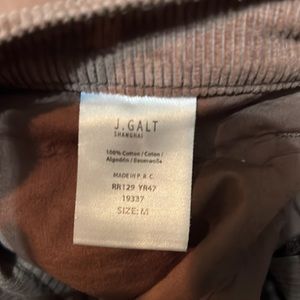 J.GALT
SHANGHAI
100% Cotton / Coton /
Algodón / Baumwolle
MADE IN P. R. C.
RR129 YR47
19337
SIZE: M